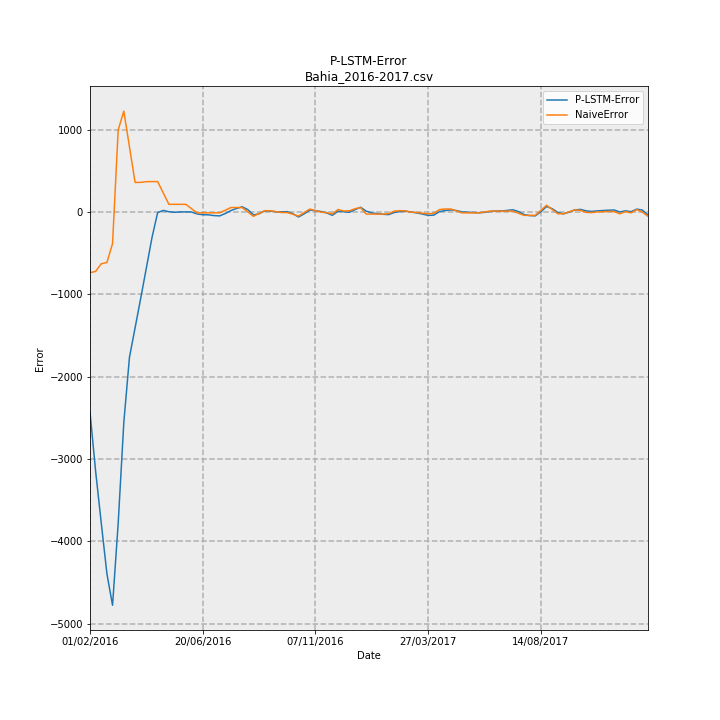 P-LSTM-Error
Bahia_2016-2017.csv
P-LSTM-Error
NaiveError
1000
0
−1000
−2000
−3000
−4000
−5000
Error
01/02/2016 20/06/2016 07/11/2016 27/03/2017 14/08/2017
Date